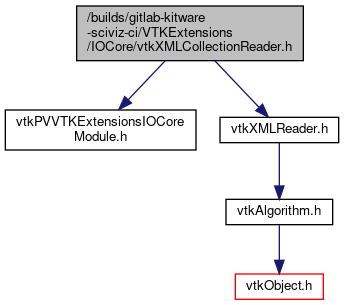 /builds/gitlab-kitware
-sciviz-ci/VTKExtensions
/IOCore/vtkXMLCollectionReader.h
vtkPVVTKExtensionsIOCore
Module.h
vtkXMLReader.h
vtkAlgorithm.h
vtkObject.h